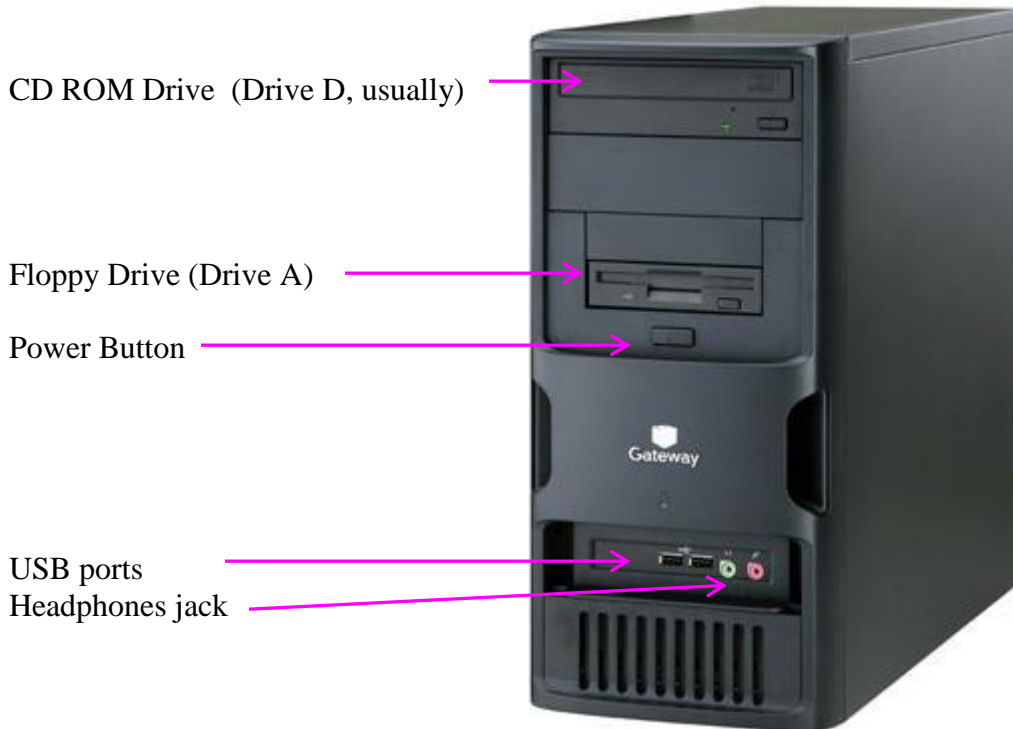 CD ROM Drive (Drive D, usually)
Floppy Drive (Drive A)
Power Button
Gateway
USB ports
Headphones jack